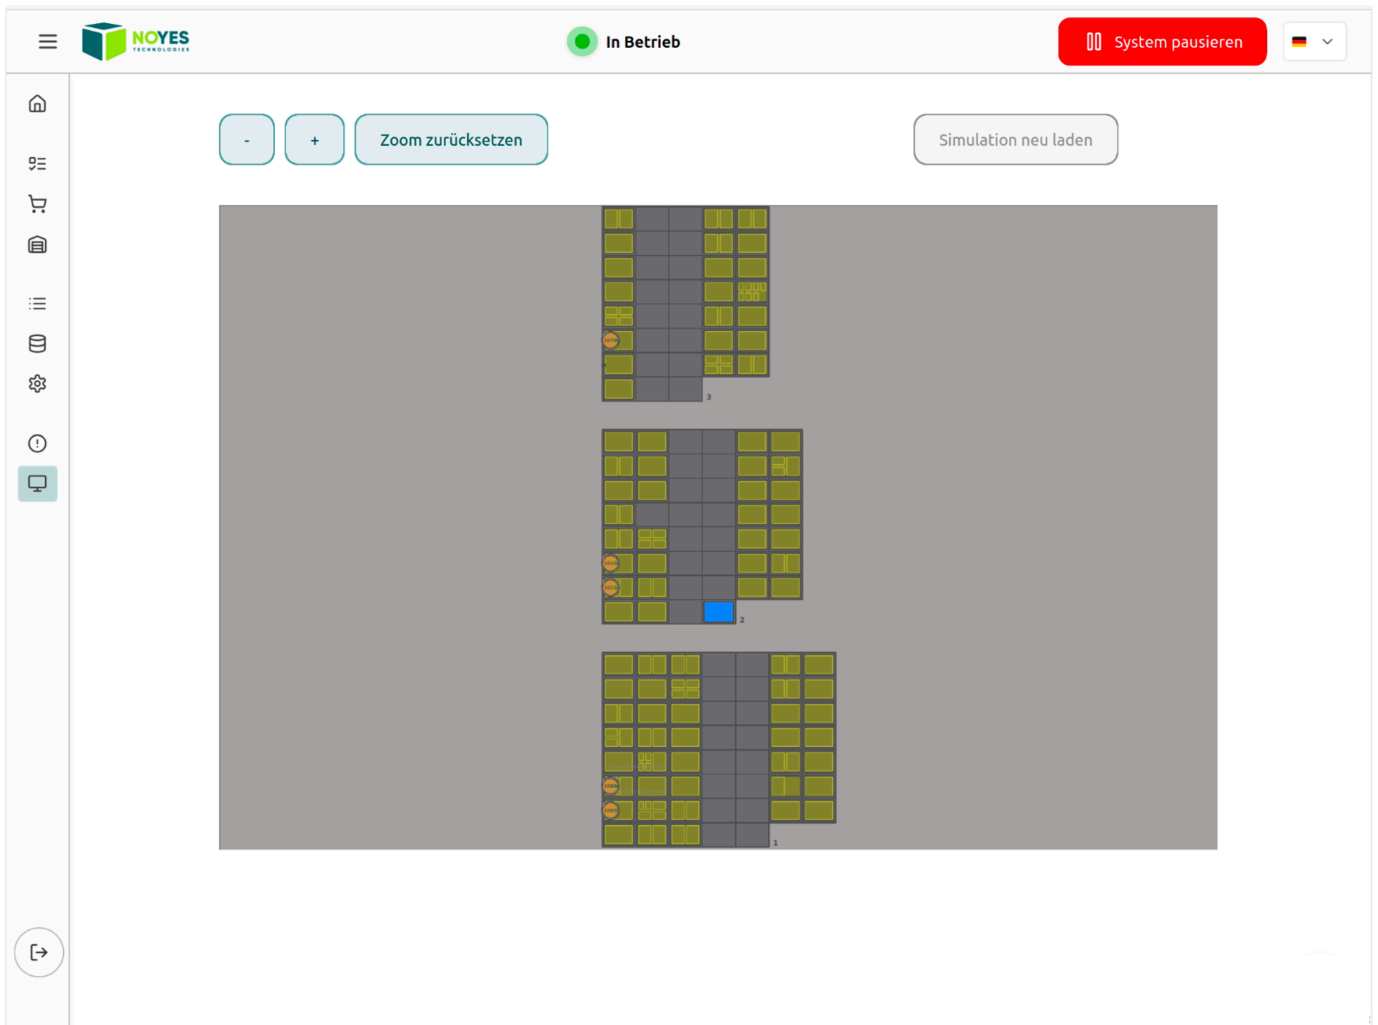 NOYES
TECHNOLOGIES
In Betrieb
System pausieren
-
+
Zoom zurücksetzen
Simulation neu laden
3
2
1